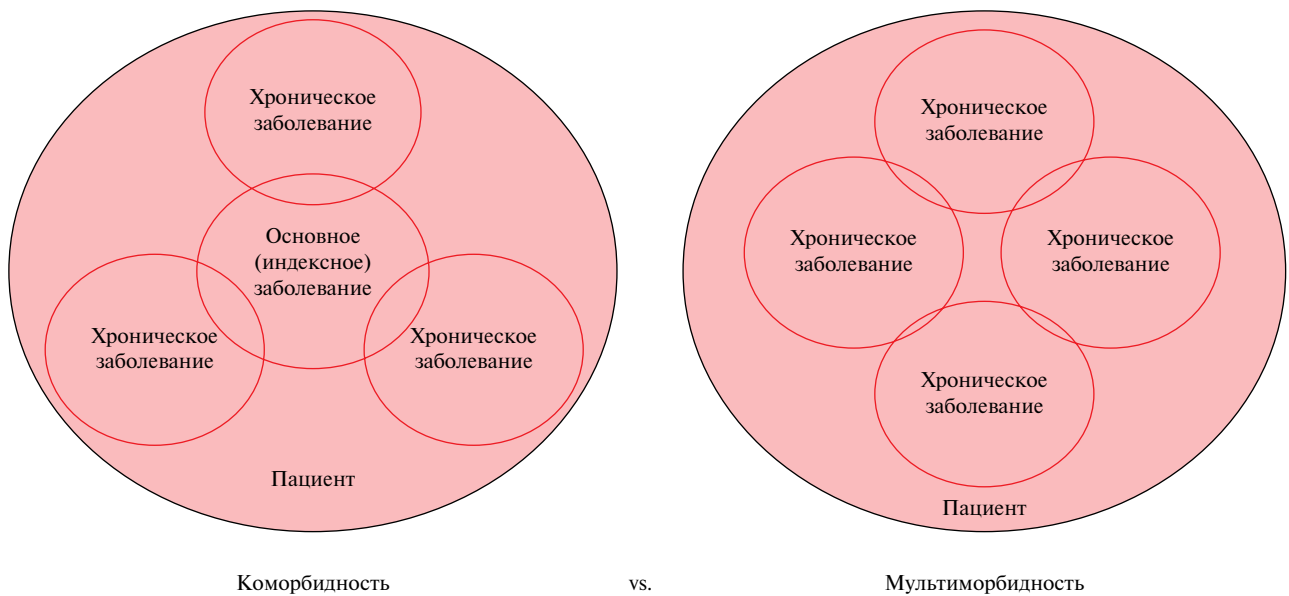 Хроническое
заболевание
Основное
(индексное)
заболевание
Хроническое
заболевание
Хроническое
заболевание
Пациент
Коморбидность
vs.
Хроническое
заболевание
Хроническое
заболевание
Хроническое
заболевание
Хроническое
заболевание
Пациент
Мультиморбидность